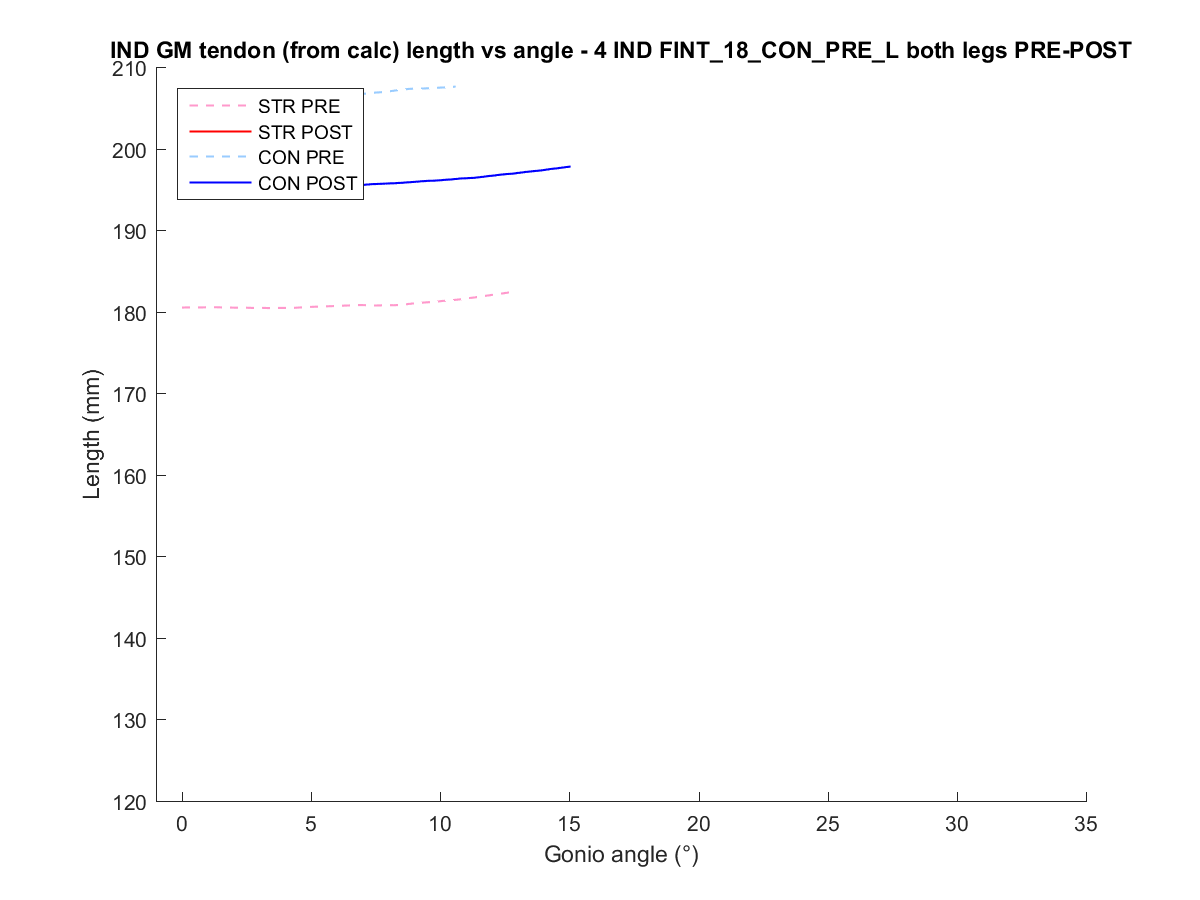 IND GM tendon (from calc) length vs angle - 4 IND FINT_18_CON_PRE_L both legs PRE-POST
210
200
190
180
170
160
150
140
130
120
STR PRE
STR POST
CON PRE
CON POST
Length (mm)
0 5 10 15 20 25 30 35
Gonio angle (°)